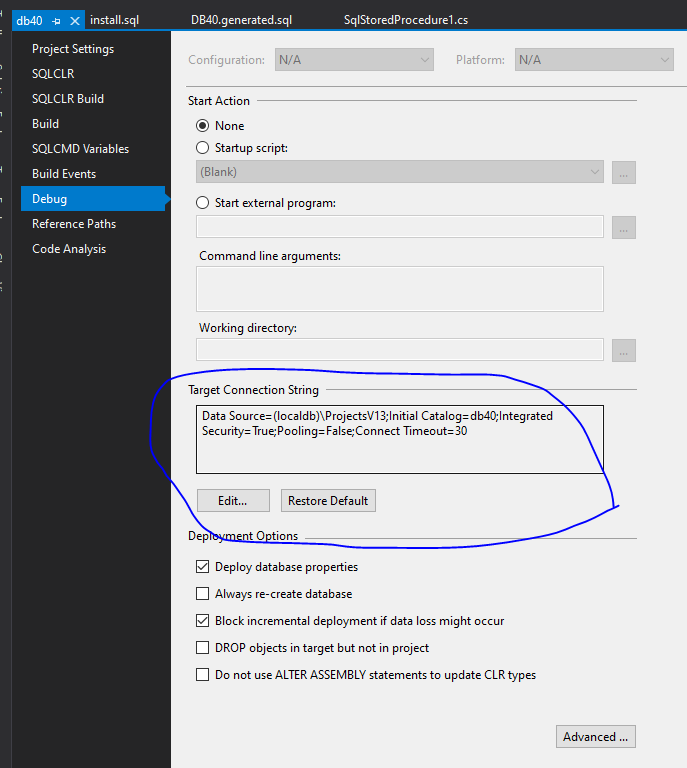 db40 install.sql DB40.generated.sql SqlStoredProcedure1.cs
Project Settings
SQLCLR
SQLCLR Build
Build
SQLCMD Variables
Build Events
Debug
Reference Paths
Code Analysis
Configuration: N/A Platform: N/A
Start Action
None
Startup script:
(Blank) ...
Start external program:
...
Command line arguments:
Working directory:
...
Target Connection String
Data Source=(localdb)\ProjectsV13;Initial Catalog=db40;Integrated
Security=True;Pooling=False;Connect Timeout=30
Edit... Restore Default
Deployment Options
Deploy database properties
Always re-create database
Block incremental deployment if data loss might occur
DROP objects in target but not in project
Do not use ALTER ASSEMBLY statements to update CLR types
Advanced ...